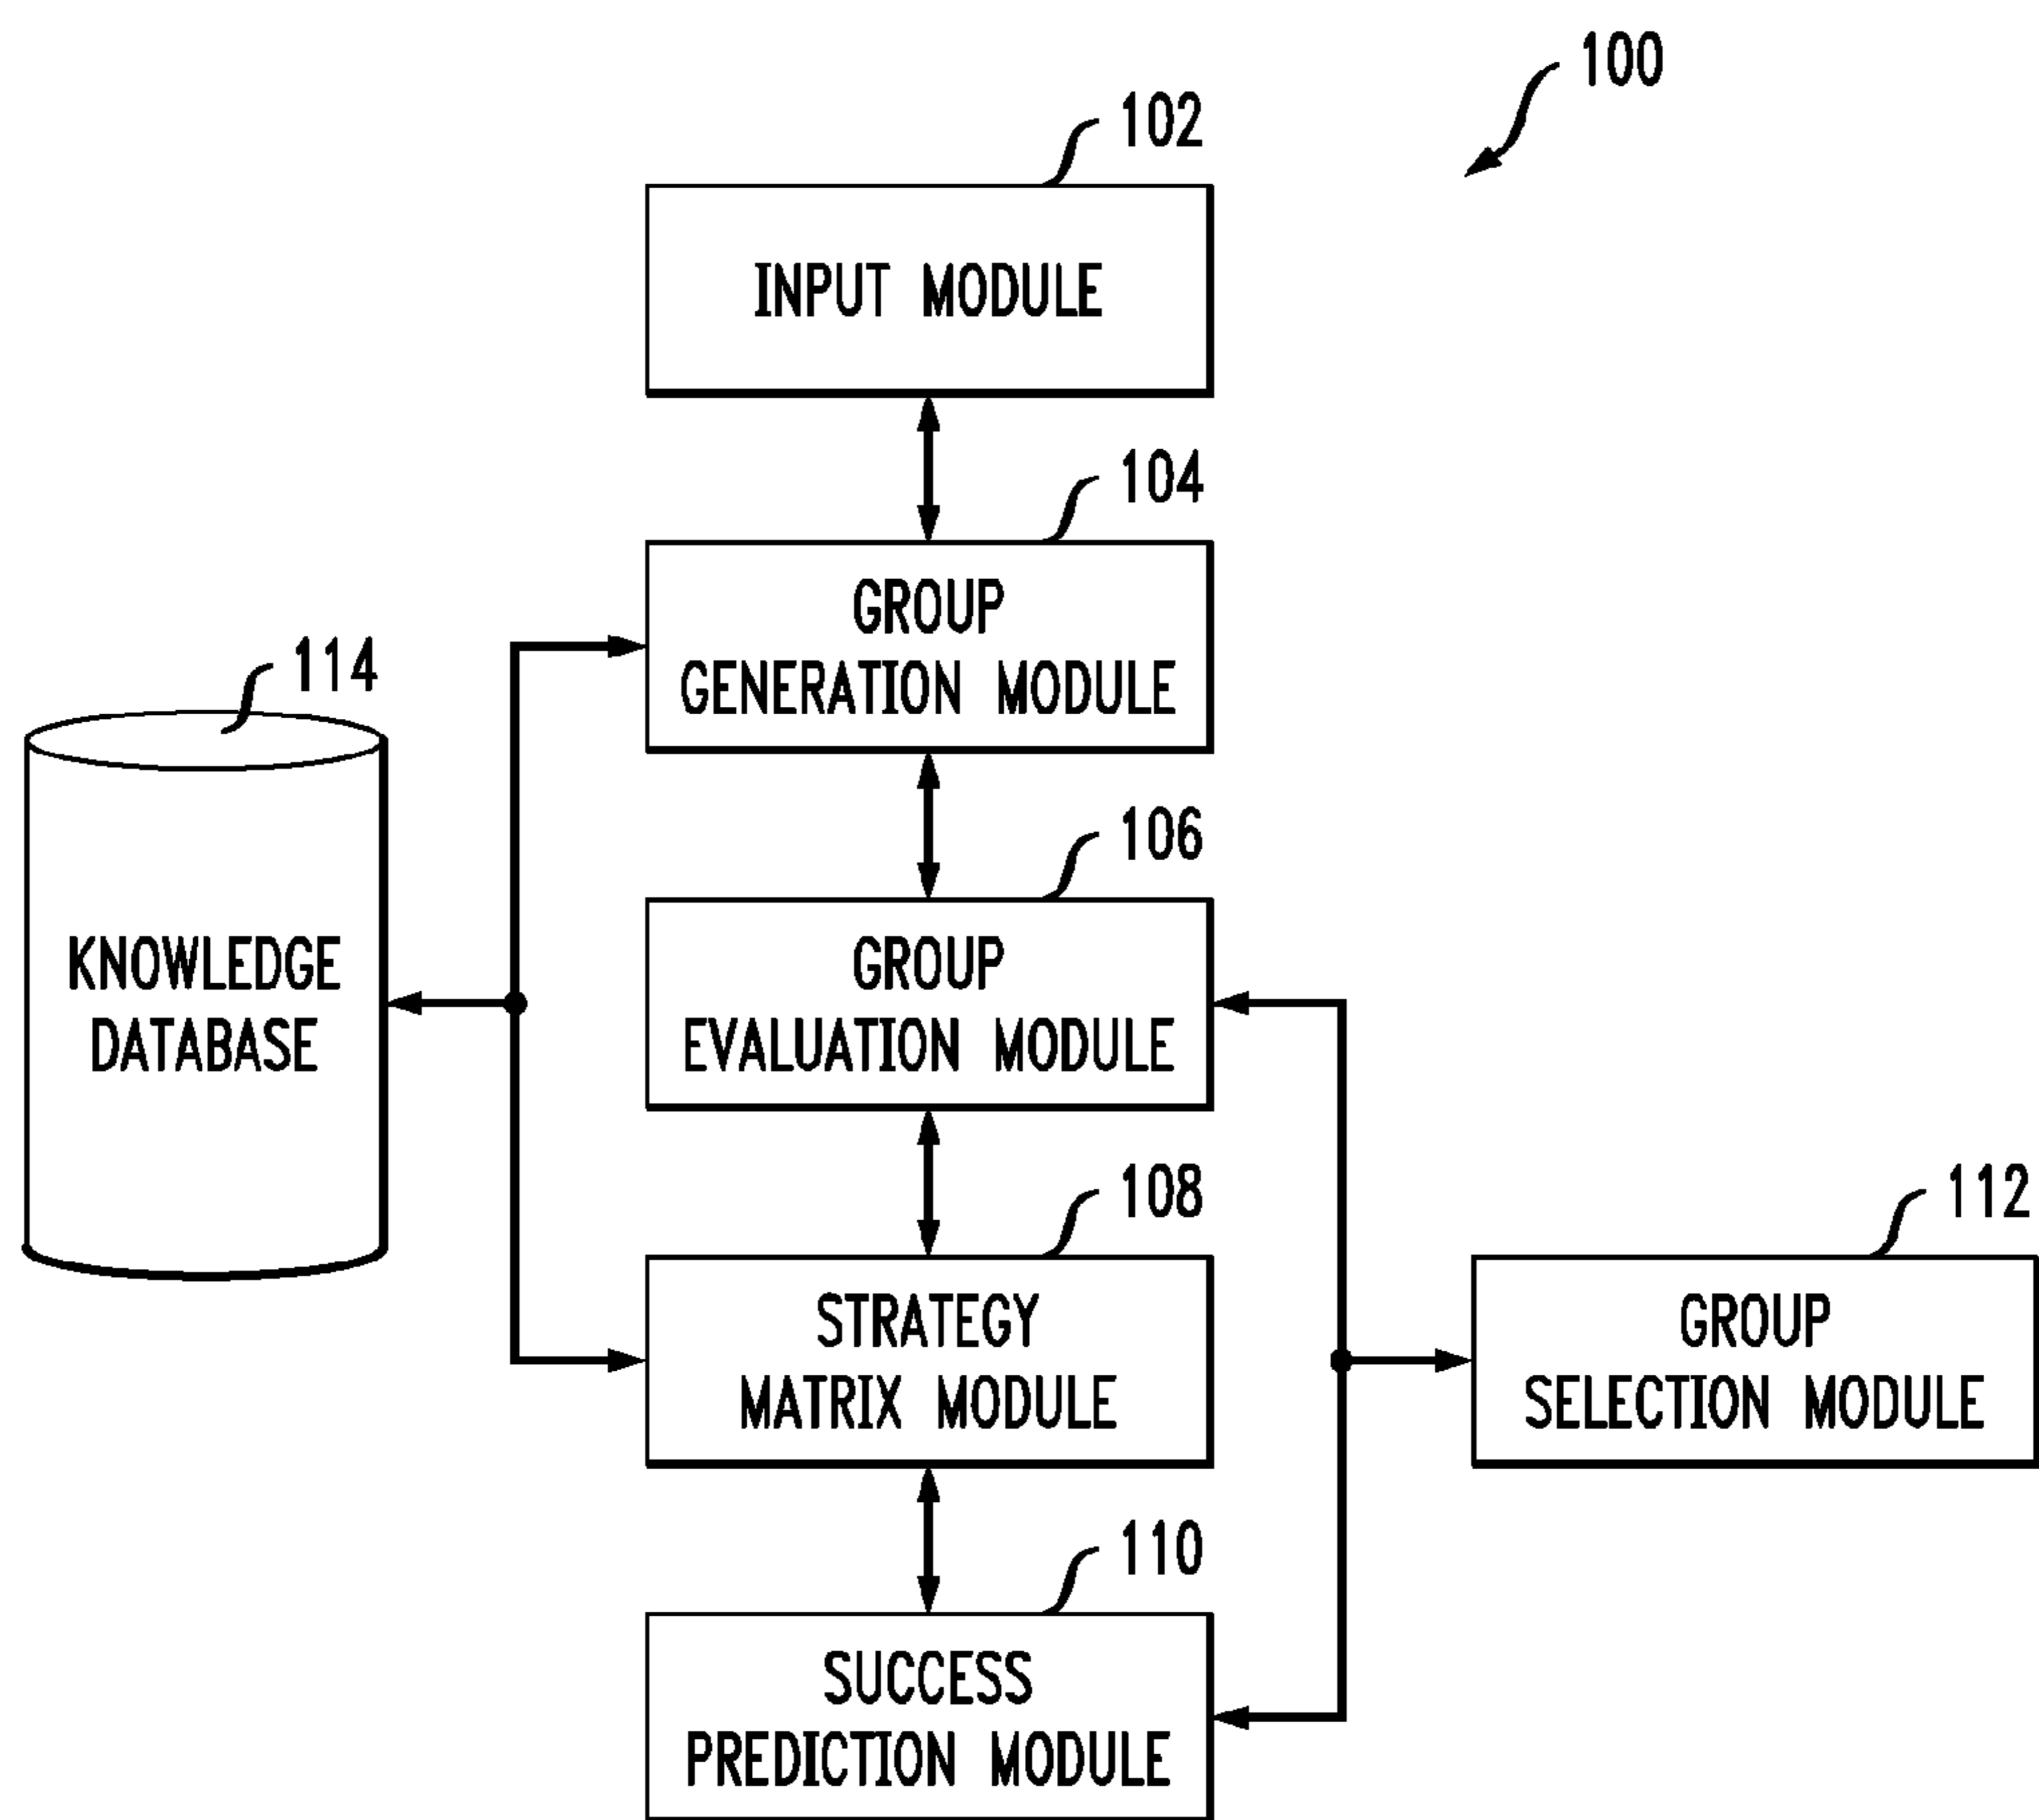 100
102
INPUT MODULE
104
GROUP
GENERATION MODULE
114
KNOWLEDGE
DATABASE
106
GROUP
EVALUATION MODULE
108
STRATEGY
MATRIX MODULE
112
GROUP
SELECTION MODULE
110
SUCCESS
PREDICTION MODULE